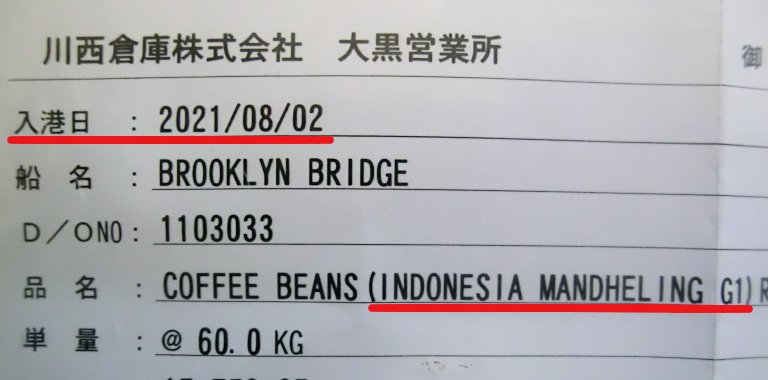 川西倉庫株式会社 大黒営業所
御
入港日 : 2021/08/02
船 名 : BROOKLYN BRIDGE
D/ONO : 1103033
品 名 : COFFEE BEANS (INDONESIA MANDHELING G1) R
単 量 : @ 60.0 KG